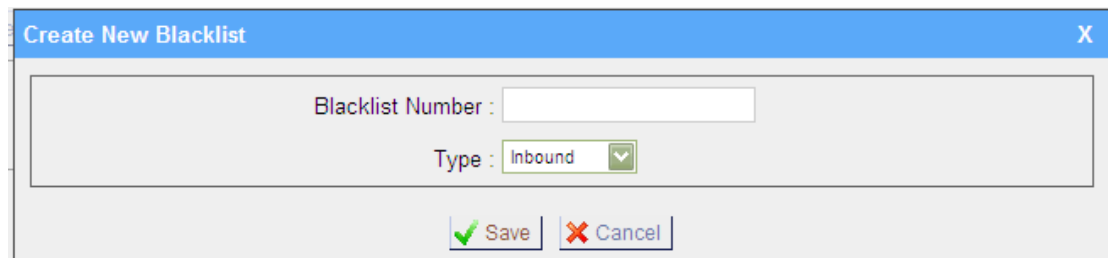 Create New Blacklist X
Blacklist Number :
Type : Inbound
Save Cancel